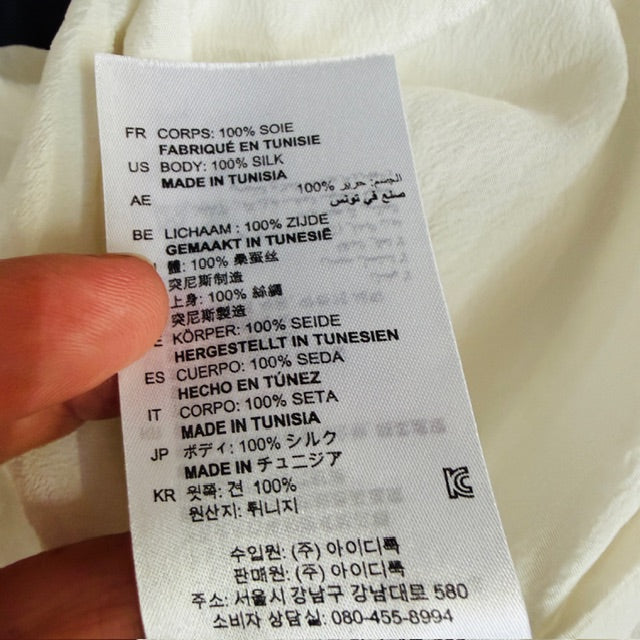 FR CORPS: 100% SOIE
FABRIQUÉ EN TUNISIE
US BODY: 100% SILK
MADE IN TUNISIA
AE الجسم: حرير 100%
صنع في تونس
BE LICHAAM : 100% ZIJDE
GEMAAKT IN TUNESIË
體: 100% 桑蚕丝
突尼斯制造
上身: 100% 絲綢
突尼斯製造
E KÖRPER: 100% SEIDE
HERGESTELLT IN TUNESIEN
ES CUERPO: 100% SEDA
HECHO EN TÚNEZ
IT CORPO: 100% SETA
MADE IN TUNISIA
JP ボディ: 100% シルク
MADE IN チュニジア
KR 윗쪽: 견 100%
원산지: 튀니지
수입원: (주) 아이디룩
판매원: (주) 아이디룩
주소: 서울시 강남구 강남대로 580
소비자 상담실: 080-455-8994